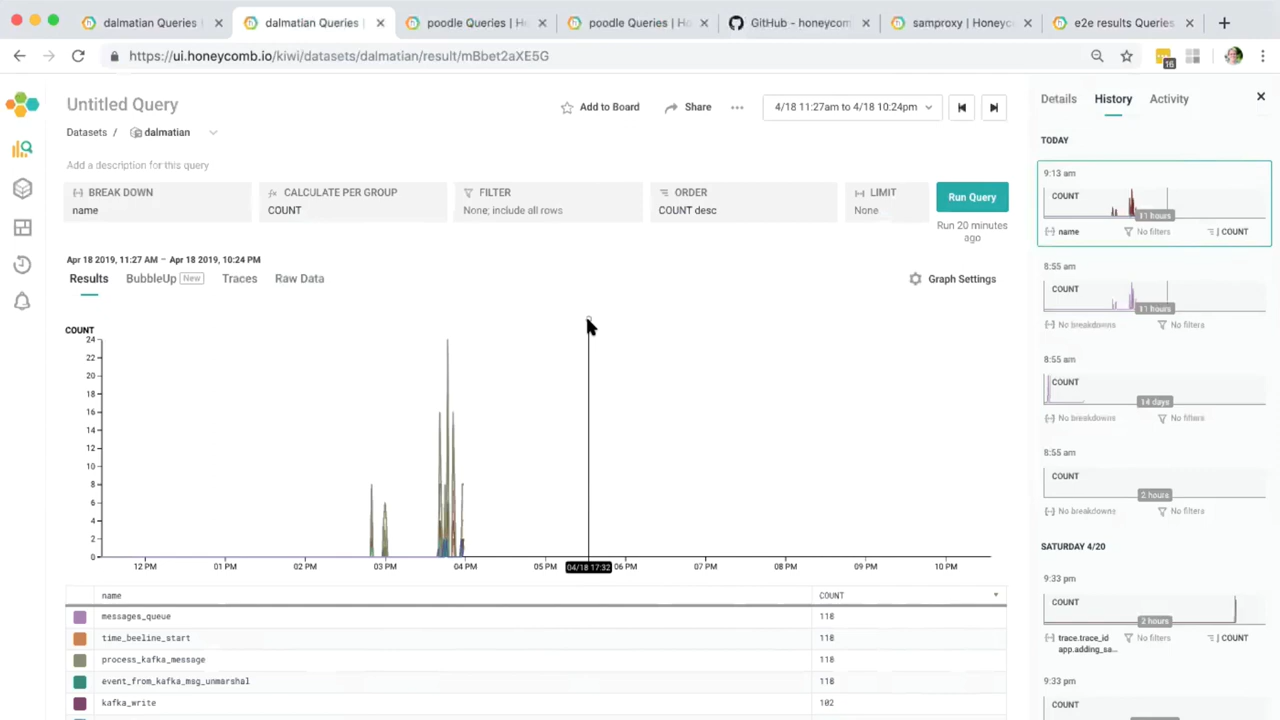 dalmatian Queries
dalmatian Queries
poodle Queries | H
poodle Queries | Ho
GitHub - honeycom
samproxy | Honeyc
e2e results Queries
https://ui.honeycomb.io/kiwi/datasets/dalmatian/result/mBbet2aXE5G
16
Untitled Query
Add to Board
Share
4/18 11:27am to 4/18 10:24pm
Datasets / dalmatian
Add a description for this query
BREAK DOWN
name
CALCULATE PER GROUP
COUNT
FILTER
None; include all rows
ORDER
COUNT desc
LIMIT
None
Run Query
Run 20 minutes
ago
Apr 18 2019, 11:27 AM – Apr 18 2019, 10:24 PM
Results
BubbleUp New
Traces
Raw Data
Graph Settings
COUNT
24
22
20
18
16
14
12
10
8
6
4
2
0
12 PM 01 PM 02 PM 03 PM 04 PM 05 PM 04/18 17:32 06 PM 07 PM 08 PM 09 PM 10 PM
name COUNT
messages_queue 118
time_beeline_start 118
process_kafka_message 118
event_from_kafka_msg_unmarshal 118
kafka_write 102
Details History Activity
TODAY
9:13 am
COUNT
11 hours
name No filters COUNT
8:55 am
COUNT
11 hours
No breakdowns No filters
8:55 am
COUNT
14 days
No breakdowns No filters
8:55 am
COUNT
2 hours
No breakdowns No filters
SATURDAY 4/20
9:33 pm
COUNT
2 hours
trace.trace_id No filters COUNT
app.adding_sa...
9:33 pm
COUNT